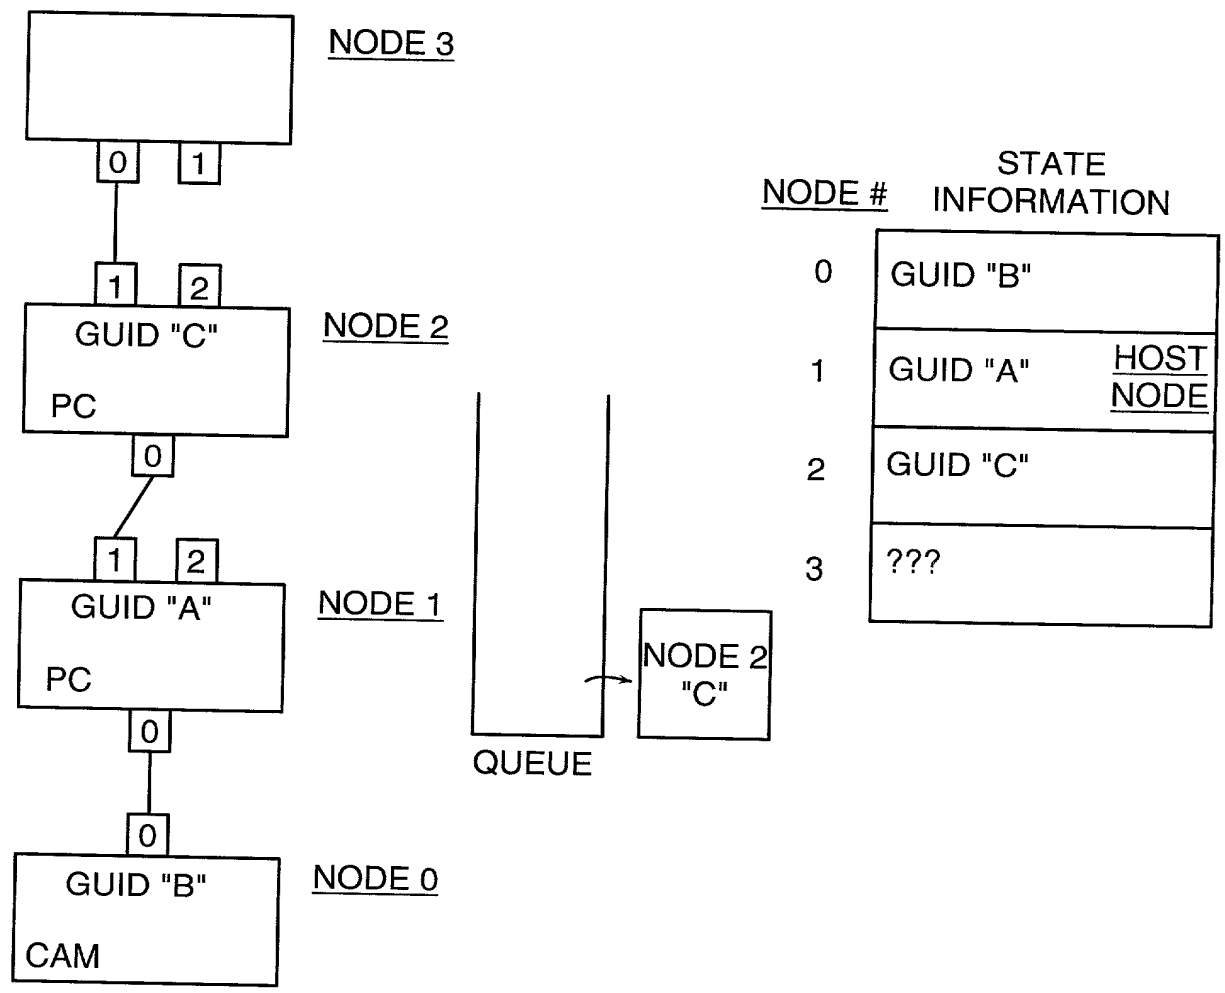 NODE 3
0 1
1 2
GUID "C"
NODE 2
PC
0
1 2
GUID "A"
NODE 1
PC
0
0
GUID "B"
NODE 0
CAM
QUEUE
NODE 2
"C"
STATE
NODE # INFORMATION
0 GUID "B"
1 GUID "A" HOST
NODE
2 GUID "C"
3 ???